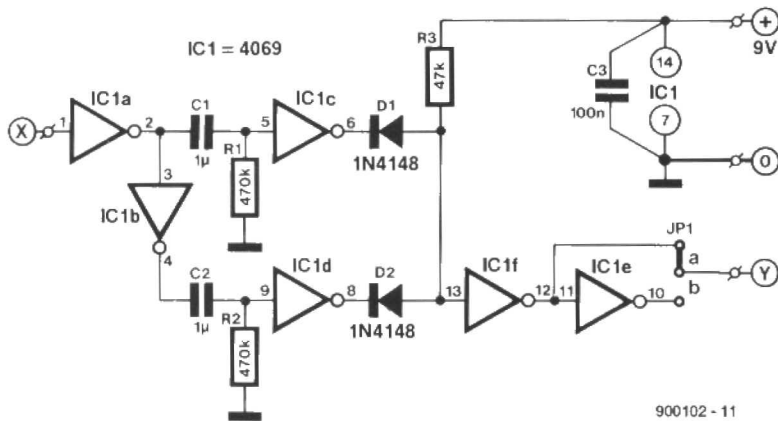 IC1 = 4069
R3
47k
+
9V
14
C3
IC1
100n
7
0
X
1
IC1a
2
C1
1µ
5
R1
470k
IC1c
6
D1
1N4148
3
IC1b
4
C2
1µ
9
R2
470k
IC1d
8
D2
1N4148
13
IC1f
12
11
IC1e
10
JP1
a
b
Y
900102 - 11